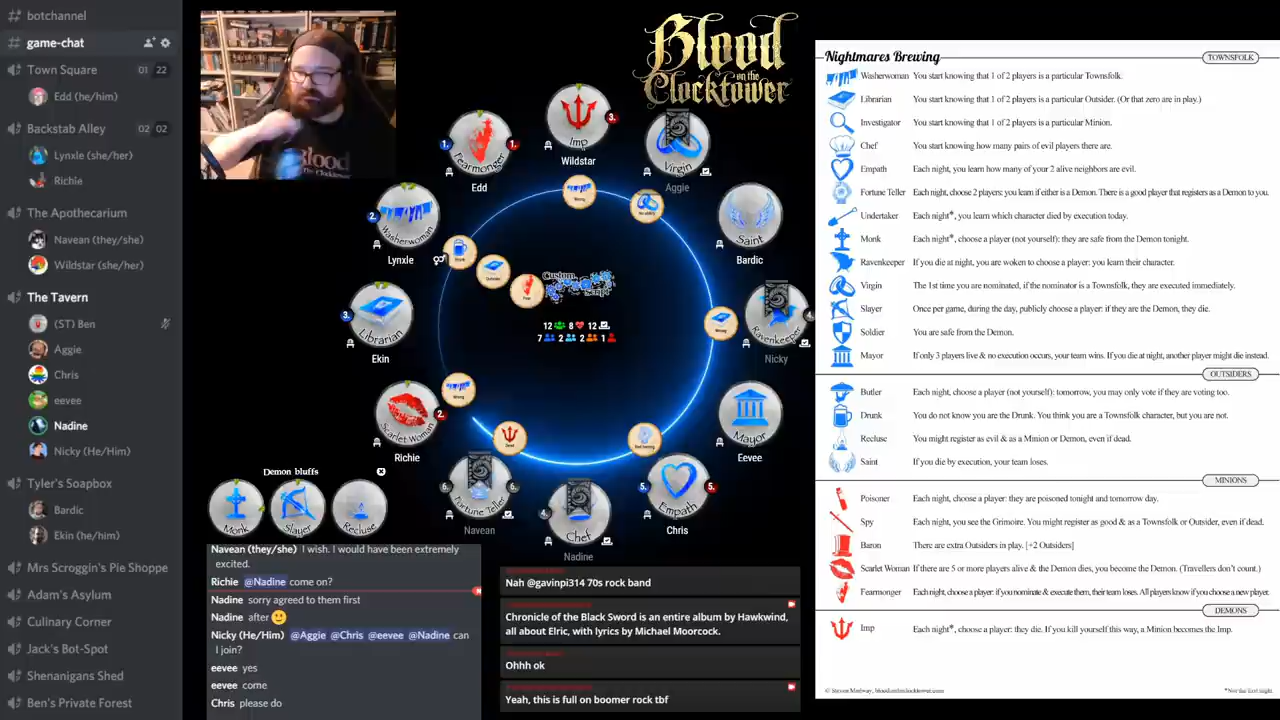 botchannel
game-chat
Town Square 01 22
Edd (he/him)
Backstab Alley 02 02
Lynxle (she/her)
Richie
The Apothecarium
Navean (they/she)
Wildstar (she/her)
The Tavern
(ST) Ben
Aggie
Chris
eevee
Nadine
Nicky (He/Him)
Tyler's Soapbox
Bardic
Ekin (he/him)
Mrs Scroggin's Pie Shoppe
Adam's Asylum
Culinary Corner
Jack's Bot-Spot
Shenanigans Shed
Ben's Private Forest
Blood
Blood
on the
Clocktower
Imp
Wildstar
Fearmonger
Edd
Virgin
Aggie
Washerwoman
Lynxle
Saint
Bardic
Librarian
Ekin
Ravenkeeper
Nicky
Scarlet Woman
Richie
Mayor
Eevee
Fortune Teller
Navean
Chef
Nadine
Empath
Chris
Custom
Script
12 8 12
7 2 2 1
Demon bluffs
Monk
Slayer
Recluse
Navean (they/she) I wish. I would have been extremely
excited.
Richie @Nadine come on?
Nadine sorry agreed to them first
Nadine after
Nicky (He/Him) @Aggie @Chris @eevee @Nadine can
I join?
eevee yes
eevee come
Chris please do
Nah @gavinpi314 70s rock band
Chronicle of the Black Sword is an entire album by Hawkwind,
all about Elric, with lyrics by Michael Moorcock.
Ohhh ok
Yeah, this is full on boomer rock tbf
Nightmares Brewing
TOWNSFOLK
Washerwoman You start knowing that 1 of 2 players is a particular Townsfolk.
Librarian You start knowing that 1 of 2 players is a particular Outsider. (Or that zero are in play.)
Investigator You start knowing that 1 of 2 players is a particular Minion.
Chef You start knowing how many pairs of evil players there are.
Empath Each night, you learn how many of your 2 alive neighbors are evil.
Fortune Teller Each night, choose 2 players: you learn if either is a Demon. There is a good player that registers as a Demon to you.
Undertaker Each night*, you learn which character died by execution today.
Monk Each night*, choose a player (not yourself): they are safe from the Demon tonight.
Ravenkeeper If you die at night, you are woken to choose a player: you learn their character.
Virgin The 1st time you are nominated, if the nominator is a Townsfolk, they are executed immediately.
Slayer Once per game, during the day, publicly choose a player: if they are the Demon, they die.
Soldier You are safe from the Demon.
Mayor If only 3 players live & no execution occurs, your team wins. If you die at night, another player might die instead.
OUTSIDERS
Butler Each night, choose a player (not yourself): tomorrow, you may only vote if they are voting too.
Drunk You do not know you are the Drunk. You think you are a Townsfolk character, but you are not.
Recluse You might register as evil & as a Minion or Demon, even if dead.
Saint If you die by execution, your team loses.
MINIONS
Poisoner Each night, choose a player: they are poisoned tonight and tomorrow day.
Spy Each night, you see the Grimoire. You might register as good & as a Townsfolk or Outsider, even if dead.
Baron There are extra Outsiders in play. [+2 Outsiders]
Scarlet Woman If there are 5 or more players alive & the Demon dies, you become the Demon. (Travellers don't count.)
Fearmonger Each night, choose a player: if you nominate & execute them, their team loses. All players know if you choose a new player.
DEMONS
Imp Each night*, choose a player: they die. If you kill yourself this way, a Minion becomes the Imp.
*Not the first night